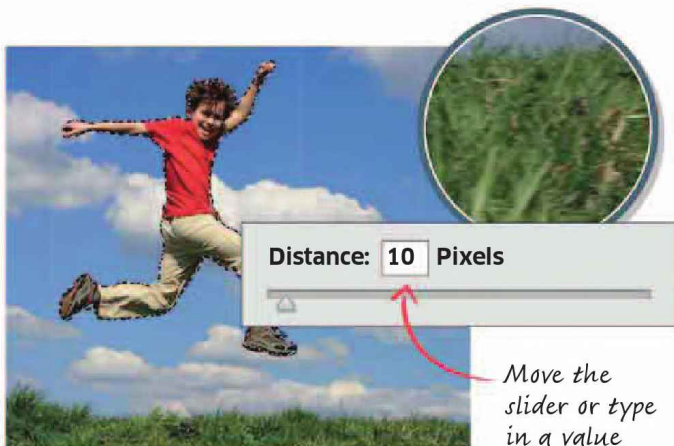 Distance: 10 Pixels
Move the
slider or type
in a value